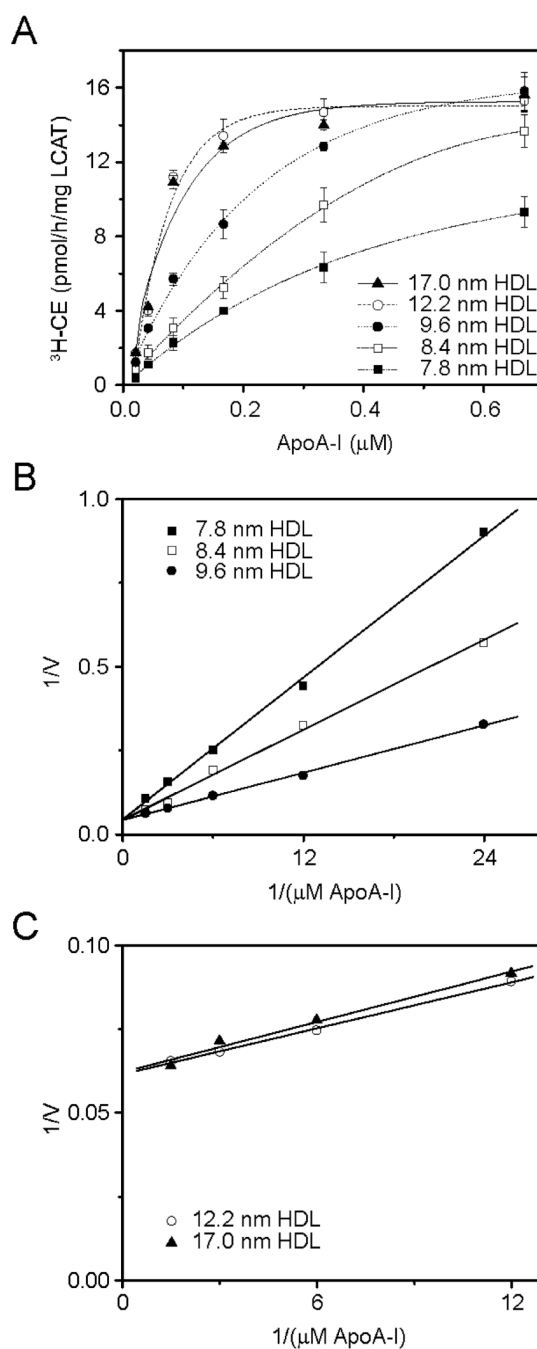 A
16
12
8
4
0
³H-CE (pmol/h/mg LCAT)
17.0 nm HDL
12.2 nm HDL
9.6 nm HDL
8.4 nm HDL
7.8 nm HDL
0.0
0.2
0.4
0.6
ApoA-I (μM)
B
1.0
0.5
0.0
1/V
7.8 nm HDL
8.4 nm HDL
9.6 nm HDL
0
12
24
1/(μM ApoA-I)
C
0.10
0.05
0.00
1/V
12.2 nm HDL
17.0 nm HDL
0
6
12
1/(μM ApoA-I)